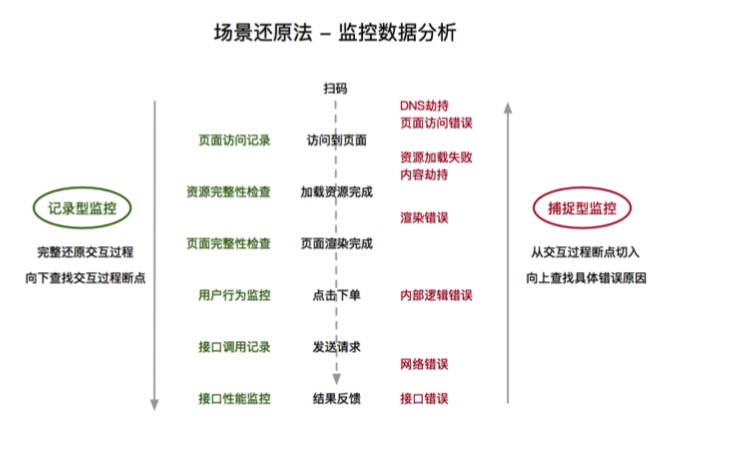 场景还原法 – 监控数据分析
扫码
DNS劫持
页面访问错误
页面访问记录
访问到页面
资源加载失败
内容劫持
资源完整性检查
加载资源完成
记录型监控
捕捉型监控
渲染错误
页面完整性检查
页面渲染完成
完整还原交互过程
向下查找交互过程断点
从交互过程断点切入
向上查找具体错误原因
用户行为监控
点击下单
内部逻辑错误
接口调用记录
发送请求
网络错误
接口性能监控
结果反馈
接口错误